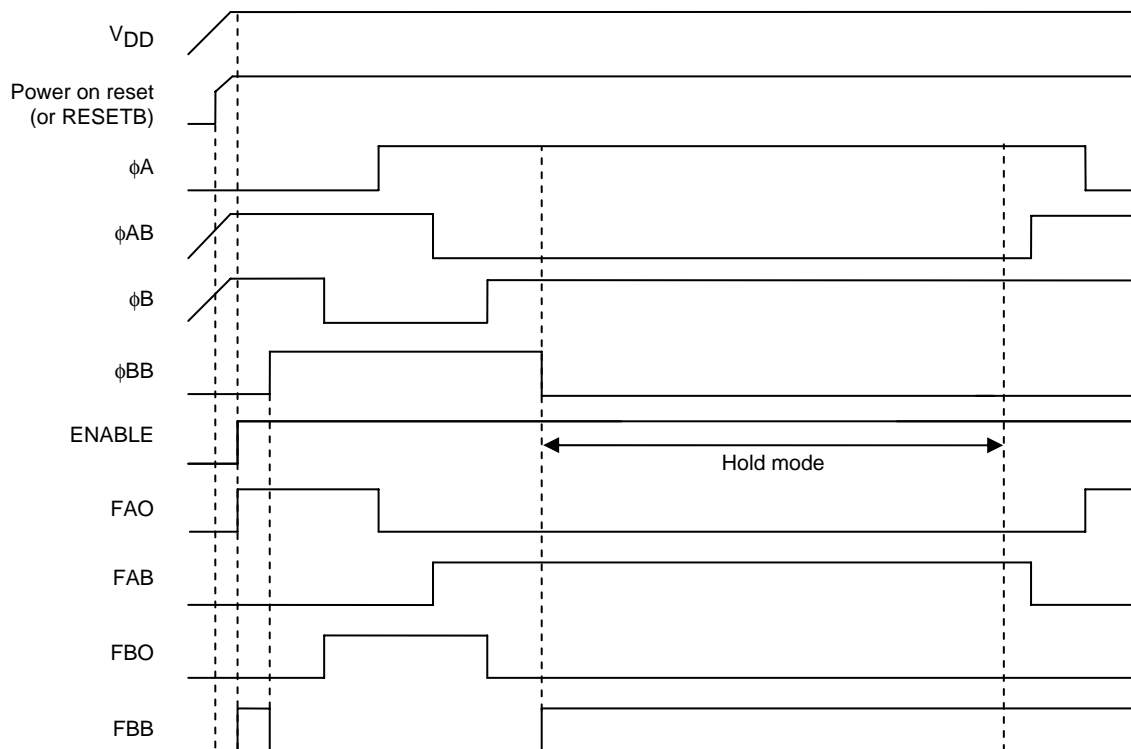 VDD
Power on reset
(or RESETB)
ϕA
ϕAB
ϕB
ϕBB
ENABLE
Hold mode
FAO
FAB
FBO
FBB